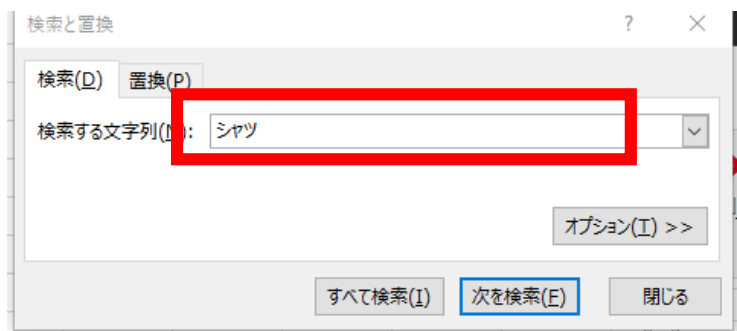 検索と置換 ? ×
検索(D) 置換(P)
検索する文字列(N): シャツ
オプション(T) >>
すべて検索(I) 次を検索(F) 閉じる